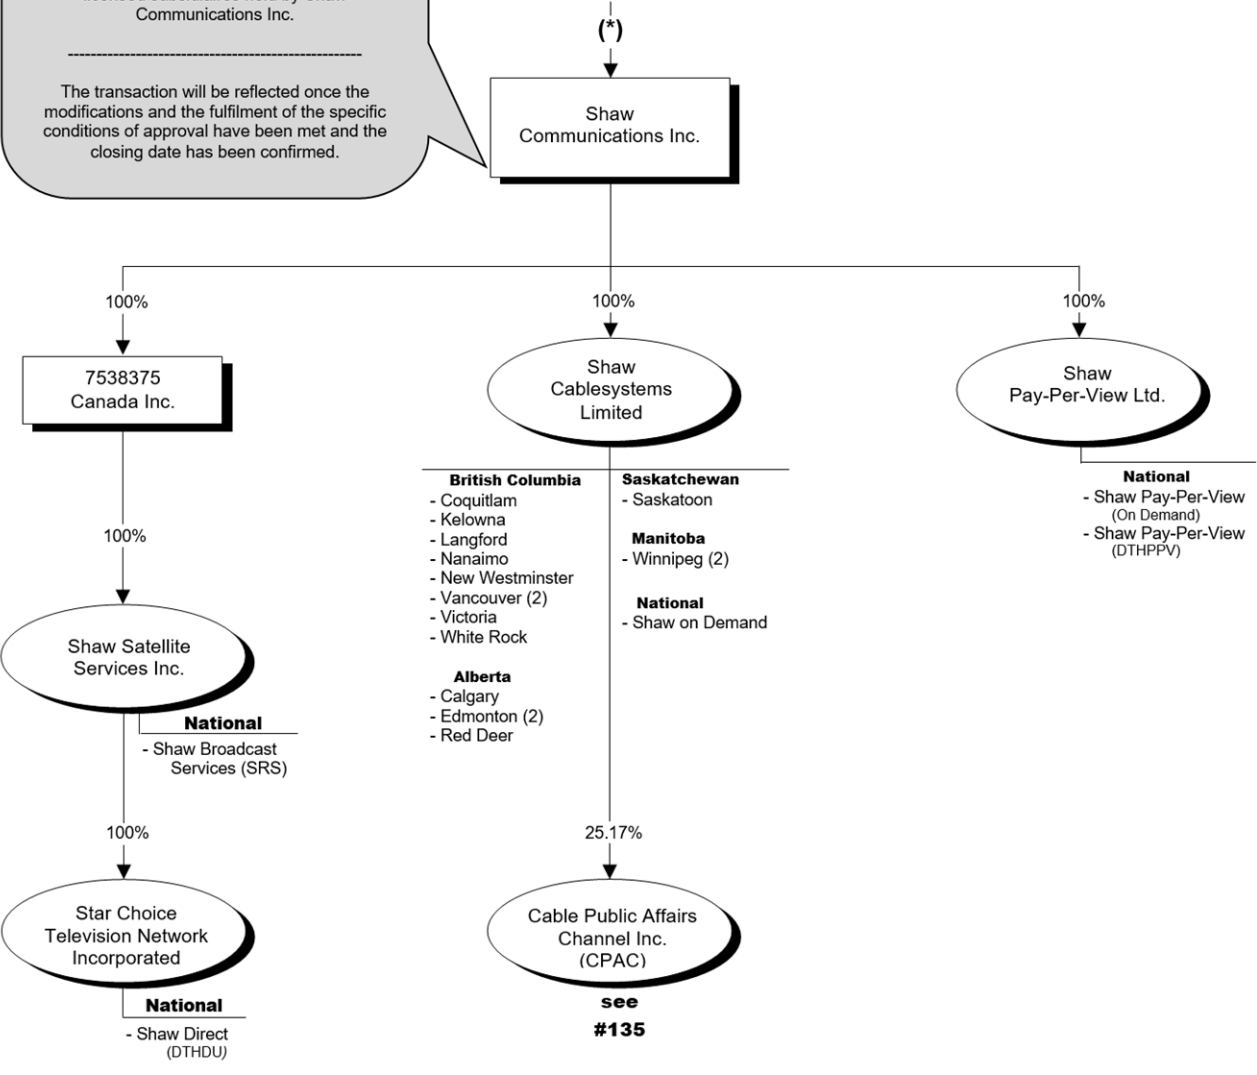 Communications Inc.
The transaction will be reflected once the
modifications and the fulfilment of the specific
conditions of approval have been met and the
closing date has been confirmed.
(*)
Shaw
Communications Inc.
100%
100%
100%
7538375
Canada Inc.
Shaw
Cablesystems
Limited
Shaw
Pay-Per-View Ltd.
British Columbia
- Coquitlam
- Kelowna
- Langford
- Nanaimo
- New Westminster
- Vancouver (2)
- Victoria
- White Rock
Alberta
- Calgary
- Edmonton (2)
- Red Deer
Saskatchewan
- Saskatoon
Manitoba
- Winnipeg (2)
National
- Shaw on Demand
National
- Shaw Pay-Per-View
(On Demand)
- Shaw Pay-Per-View
(DTHPPV)
100%
Shaw Satellite
Services Inc.
National
- Shaw Broadcast
Services (SRS)
100%
25.17%
Star Choice
Television Network
Incorporated
Cable Public Affairs
Channel Inc.
(CPAC)
see
#135
National
- Shaw Direct
(DTHDU)